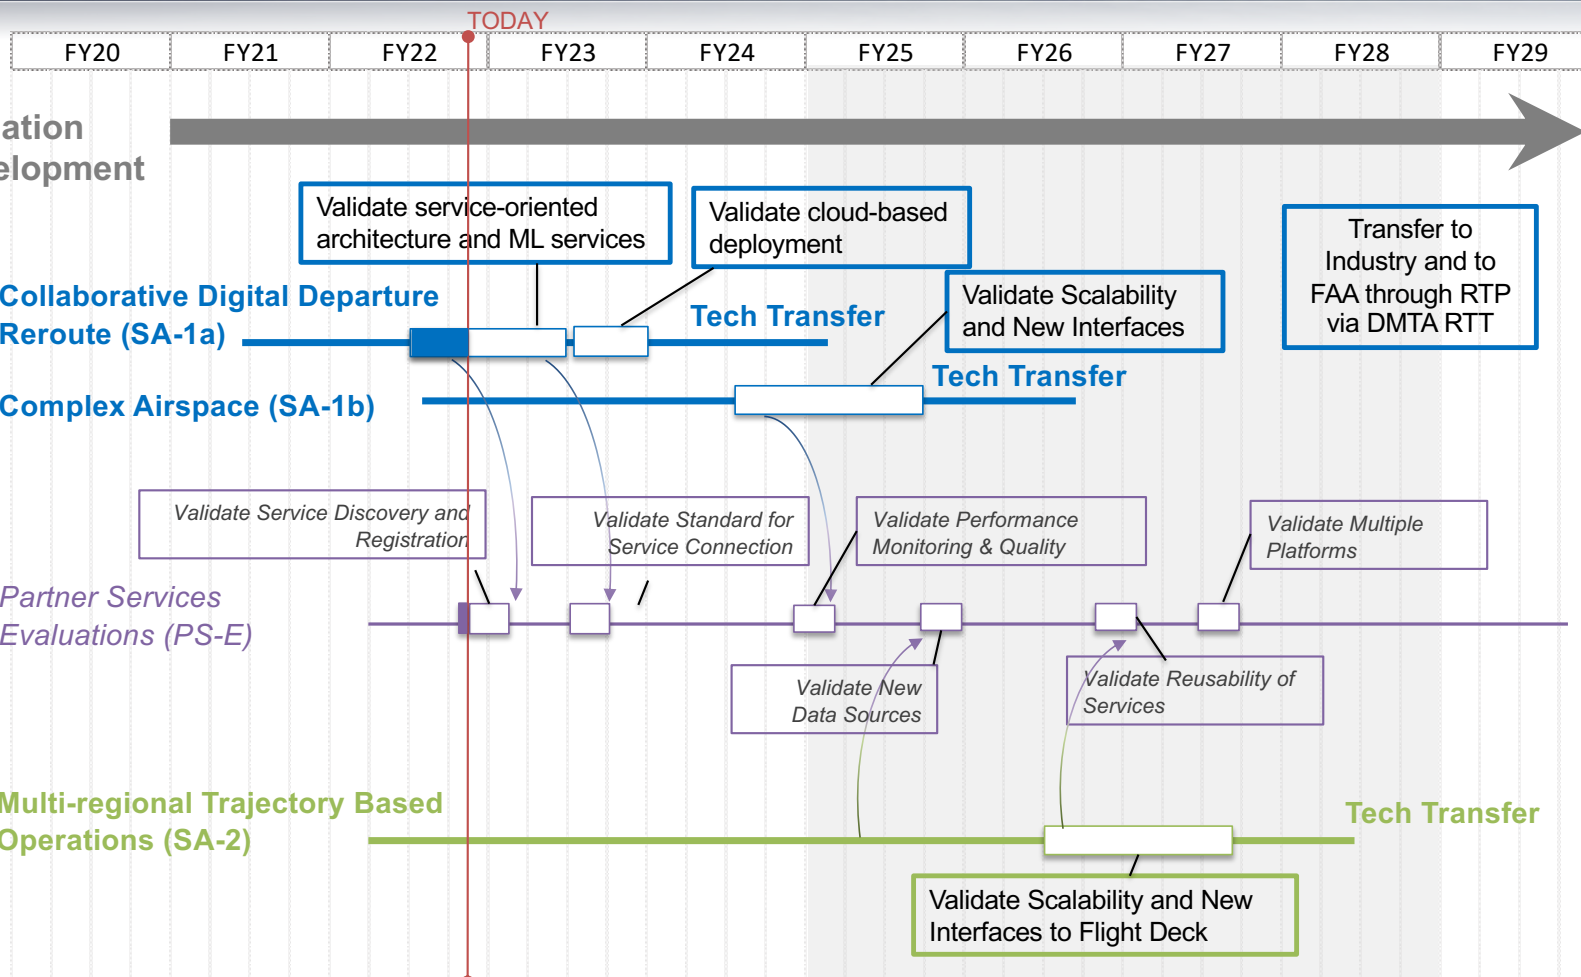 TODAY
FY20 FY21 FY22 FY23 FY24 FY25 FY26 FY27 FY28 FY29
ation
elopment
Validate service-oriented
architecture and ML services
Validate cloud-based
deployment
Transfer to
Industry and to
FAA through RTP
via DMTA RTT
Validate Scalability
and New Interfaces
Collaborative Digital Departure
Reroute (SA-1a)
Tech Transfer
Complex Airspace (SA-1b)
Tech Transfer
Validate Service Discovery and
Registration
Validate Standard for
Service Connection
Validate Performance
Monitoring & Quality
Validate Multiple
Platforms
Partner Services
Evaluations (PS-E)
Validate New
Data Sources
Validate Reusability of
Services
Multi-regional Trajectory Based
Operations (SA-2)
Tech Transfer
Validate Scalability and New
Interfaces to Flight Deck